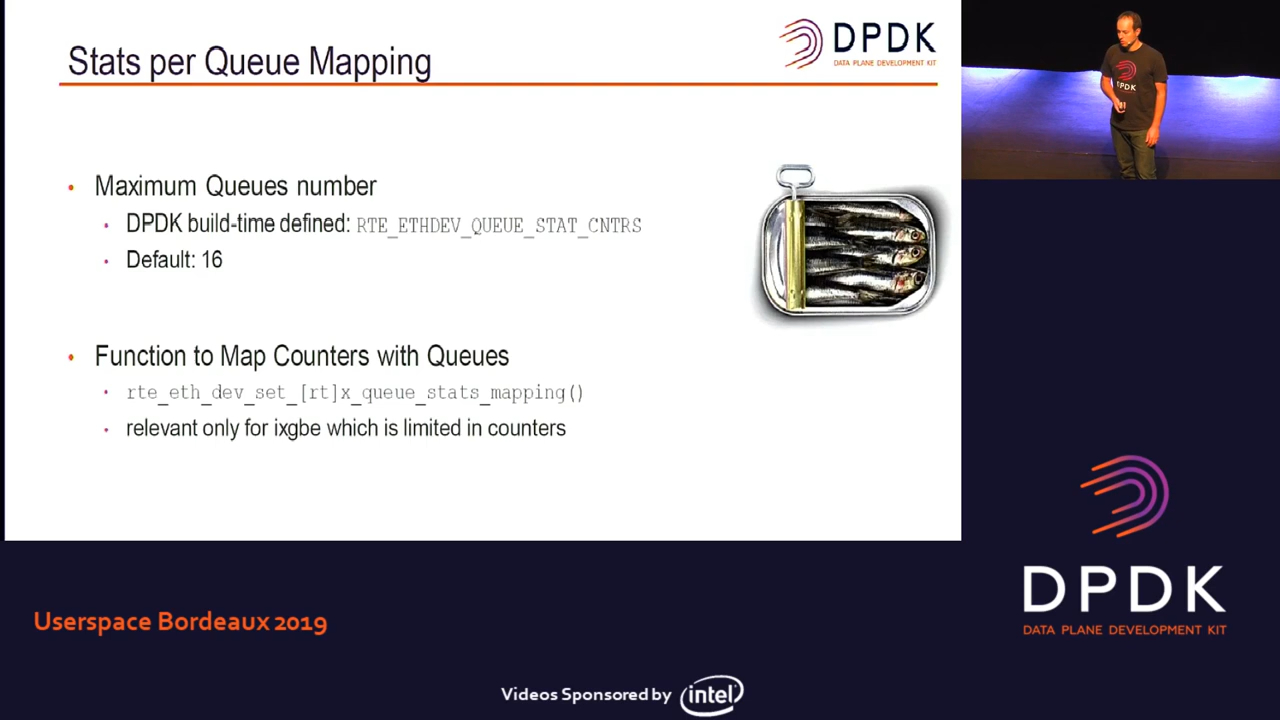 Stats per Queue Mapping
DPDK
DATA PLANE DEVELOPMENT KIT
DPDK
• Maximum Queues number
• DPDK build-time defined: RTE_ETHDEV_QUEUE_STAT_CNTRS
• Default: 16
• Function to Map Counters with Queues
• rte_eth_dev_set_[rt]x_queue_stats_mapping()
• relevant only for ixgbe which is limited in counters
DPDK
DATA PLANE DEVELOPMENT KIT
Userspace Bordeaux 2019
Videos Sponsored by intel